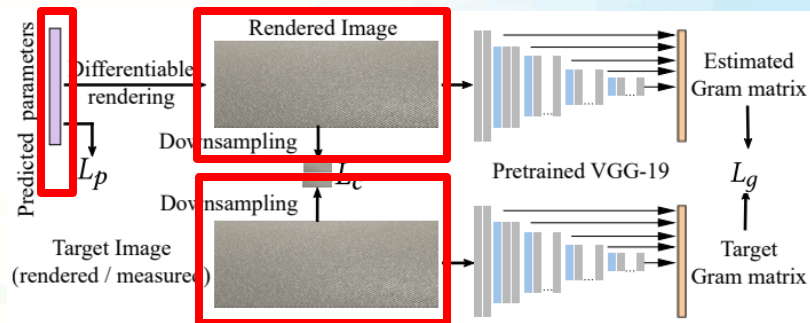 Predicted parameters
Differentiable
rendering
L_p
Rendered Image
Downsampling
L_c
Downsampling
Target Image
(rendered / measured)
...
...
...
Pretrained VGG-19
...
...
...
Estimated
Gram matrix
L_g
Target
Gram matrix